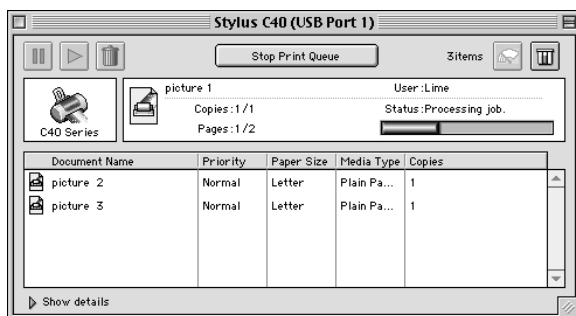 Stylus C40 (USB Port 1)
Stop Print Queue
3items
C40 Series
picture 1
User:Lime
Copies:1/1
Status:Processing job.
Pages:1/2
Document Name Priority Paper Size Media Type Copies
picture 2 Normal Letter Plain Pa... 1
picture 3 Normal Letter Plain Pa... 1
Show details